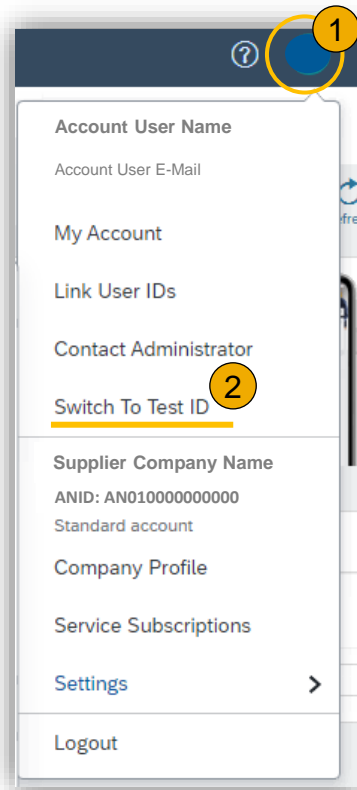 1
?
Account User Name
Account User E-Mail
efre
My Account
Link User IDs
Contact Administrator
2
Switch To Test ID
Supplier Company Name
ANID: AN010000000000
Standard account
Company Profile
Service Subscriptions
Settings
Logout